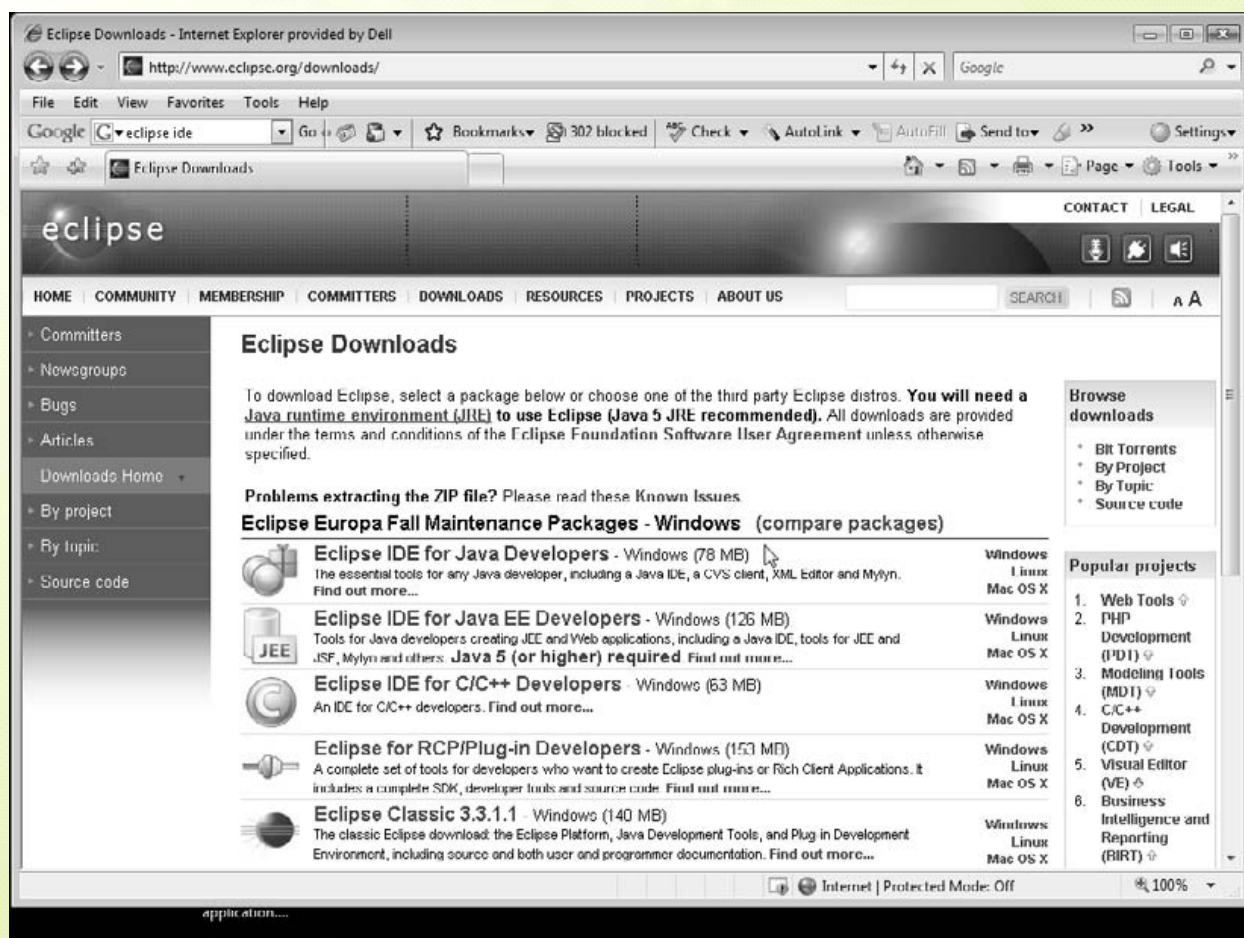 Eclipse Downloads - Internet Explorer provided by Dell
http://www.eclipse.org/downloads/
Google
File Edit View Favorites Tools Help
Google G eclipse ide Go Bookmarks 302 blocked Check AutoLink AutoFill Send to Settings
Eclipse Downloads Page Tools
CONTACT LEGAL
eclipse
HOME COMMUNITY MEMBERSHIP COMMITTERS DOWNLOADS RESOURCES PROJECTS ABOUT US SEARCH A A
Committers
Newsgroups
Bugs
Articles
Downloads Home
By project
By topic
Source code
Eclipse Downloads
To download Eclipse, select a package below or choose one of the third party Eclipse distros. You will need a
Java runtime environment (JRE) to use Eclipse (Java 5 JRE recommended). All downloads are provided
under the terms and conditions of the Eclipse Foundation Software User Agreement unless otherwise
specified.
Problems extracting the ZIP file? Please read these Known Issues.
Eclipse Europa Fall Maintenance Packages - Windows (compare packages)
Eclipse IDE for Java Developers - Windows (78 MB)
The essential tools for any Java developer, including a Java IDE, a CVS client, XML Editor and Mylyn.
Find out more...
Windows
Linux
Mac OS X
Eclipse IDE for Java EE Developers - Windows (126 MB)
JEE
Tools for Java developers creating JEE and Web applications, including a Java IDE, tools for JEE and
JSF, Mylyn and others. Java 5 (or higher) required. Find out more...
Windows
Linux
Mac OS X
Eclipse IDE for C/C++ Developers - Windows (63 MB)
An IDE for C/C++ developers. Find out more...
Windows
Linux
Mac OS X
Eclipse for RCP/Plug-in Developers - Windows (153 MB)
A complete set of tools for developers who want to create Eclipse plug-ins or Rich Client Applications. It
includes a complete SDK, developer tools and source code. Find out more...
Windows
Linux
Mac OS X
Eclipse Classic 3.3.1.1 - Windows (140 MB)
The classic Eclipse download: the Eclipse Platform, Java Development Tools, and Plug-in Development
Environment, including source and both user and programmer documentation. Find out more...
Windows
Linux
Mac OS X
Browse
downloads
Bit Torrents
By Project
By Topic
Source code
Popular projects
1. Web Tools
2. PHP
Development
(PDT)
3. Modeling Tools
(MDT)
4. C/C++
Development
(CDT)
5. Visual Editor
(VE)
6. Business
Intelligence and
Reporting
(BIRT)
Internet | Protected Mode: Off 100%
application....